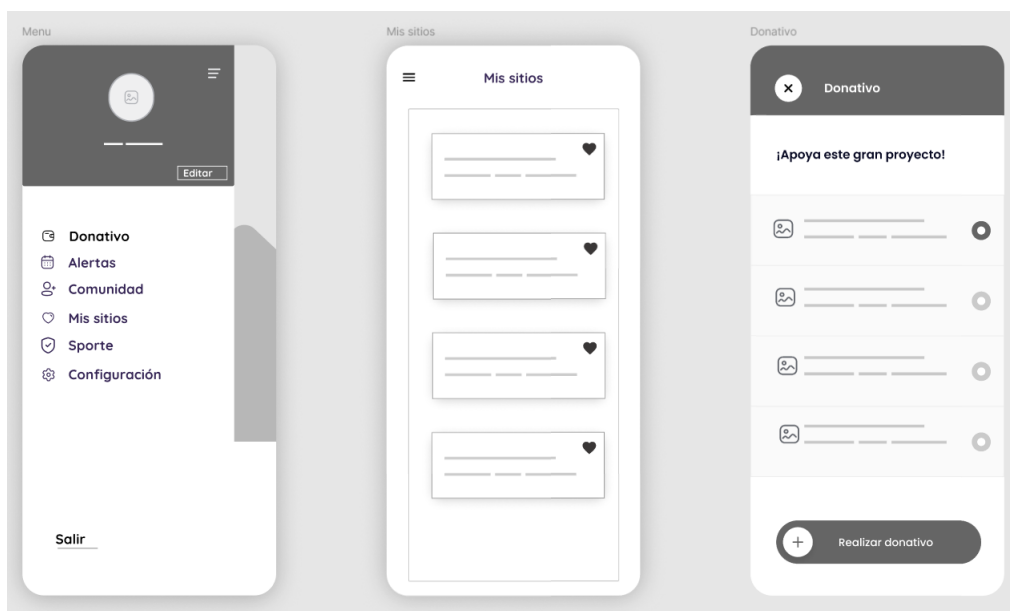 Menu
Editar
Donativo
Alertas
Comunidad
Mis sitios
Sporte
Configuración
Salir
Mis sitios
Mis sitios
Donativo
Donativo
¡Apoya este gran proyecto!
Realizar donativo